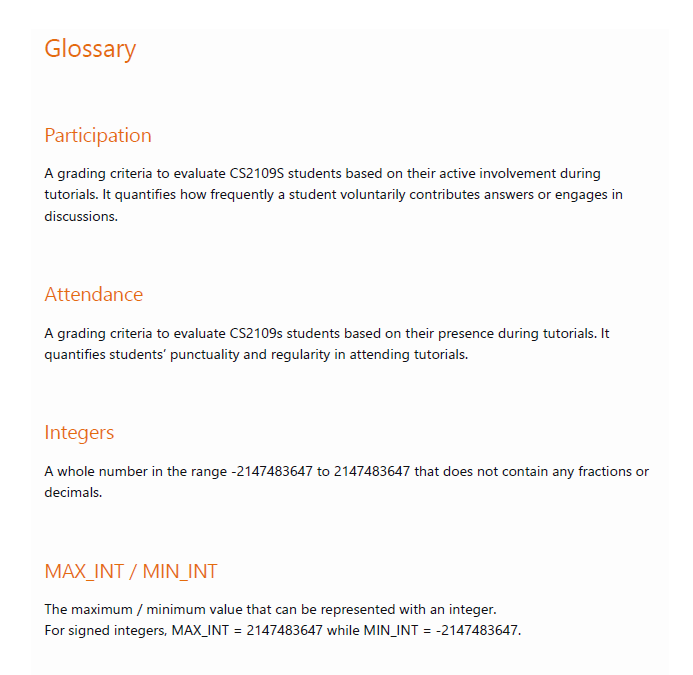 Glossary
Participation
A grading criteria to evaluate CS2109S students based on their active involvement during
tutorials. It quantifies how frequently a student voluntarily contributes answers or engages in
discussions.
Attendance
A grading criteria to evaluate CS2109s students based on their presence during tutorials. It
quantifies students’ punctuality and regularity in attending tutorials.
Integers
A whole number in the range -2147483647 to 2147483647 that does not contain any fractions or
decimals.
MAX_INT / MIN_INT
The maximum / minimum value that can be represented with an integer.
For signed integers, MAX_INT = 2147483647 while MIN_INT = -2147483647.